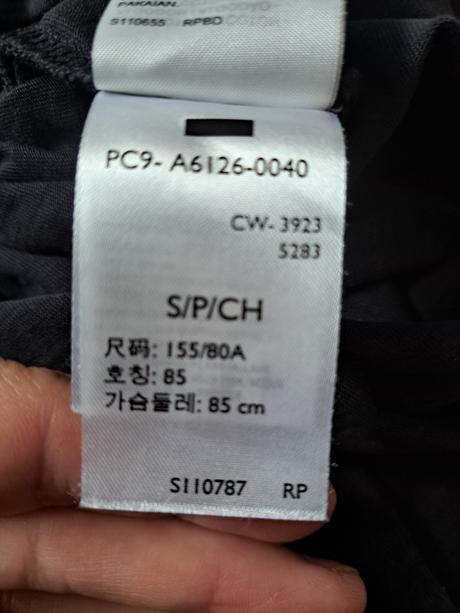 PAKAIAN.
S110655 RPBD
PC9- A6126-0040
CW- 3923
5283
S/P/CH
尺码: 155/80A
호칭: 85
가슴둘레: 85 cm
S110787 RP